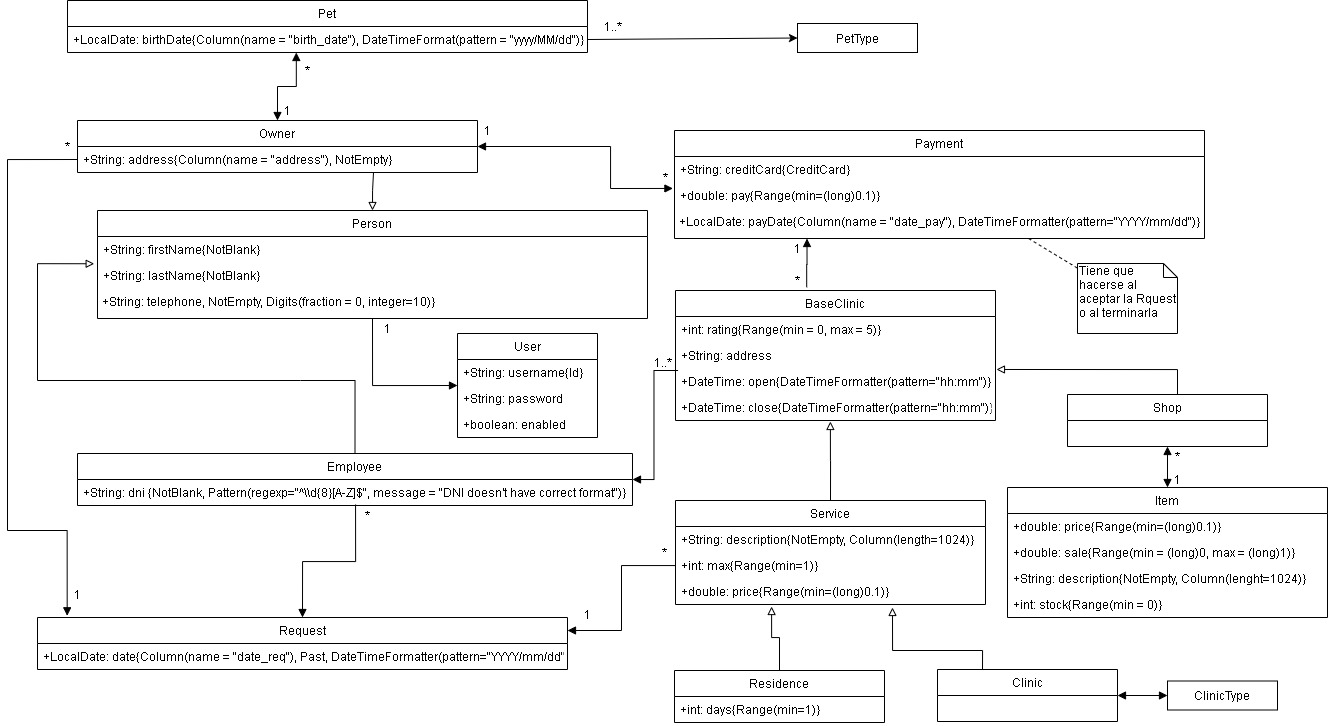 Pet
+LocalDate: birthDate{Column(name = "birth_date"), DateTimeFormat(pattern = "yyyy/MM/dd")}
1..*
PetType
*
1
Owner
+String: address{Column(name = "address"), NotEmpty}
*
1
*
Payment
+String: creditCard{CreditCard}
+double: pay{Range(min=(long)0.1)}
+LocalDate: payDate{Column(name = "date_pay"), DateTimeFormatter(pattern="YYYY/mm/dd")}
Person
+String: firstName{NotBlank}
+String: lastName{NotBlank}
+String: telephone, NotEmpty, Digits(fraction = 0, integer=10)}
1
*
Tiene que
hacerse al
aceptar la Rquest
o al terminarla
BaseClinic
+int: rating{Range(min = 0, max = 5)}
+String: address
+DateTime: open{DateTimeFormatter(pattern="hh:mm")}
+DateTime: close{DateTimeFormatter(pattern="hh:mm")}
1
User
+String: username{Id}
+String: password
+boolean: enabled
1..*
Shop
*
1
Employee
+String: dni {NotBlank, Pattern(regexp="^\\d{8}[A-Z]$", message = "DNI doesn't have correct format")}
*
Item
+double: price{Range(min=(long)0.1)}
+double: sale{Range(min = (long)0, max = (long)1)}
+String: description{NotEmpty, Column(lenght=1024)}
+int: stock{Range(min = 0)}
Service
+String: description{NotEmpty, Column(length=1024)}
+int: max{Range(min=1)}
+double: price{Range(min=(long)0.1)}
*
1
1
Request
+LocalDate: date{Column(name = "date_req"), Past, DateTimeFormatter(pattern="YYYY/mm/dd"
Residence
+int: days{Range(min=1)}
Clinic
ClinicType